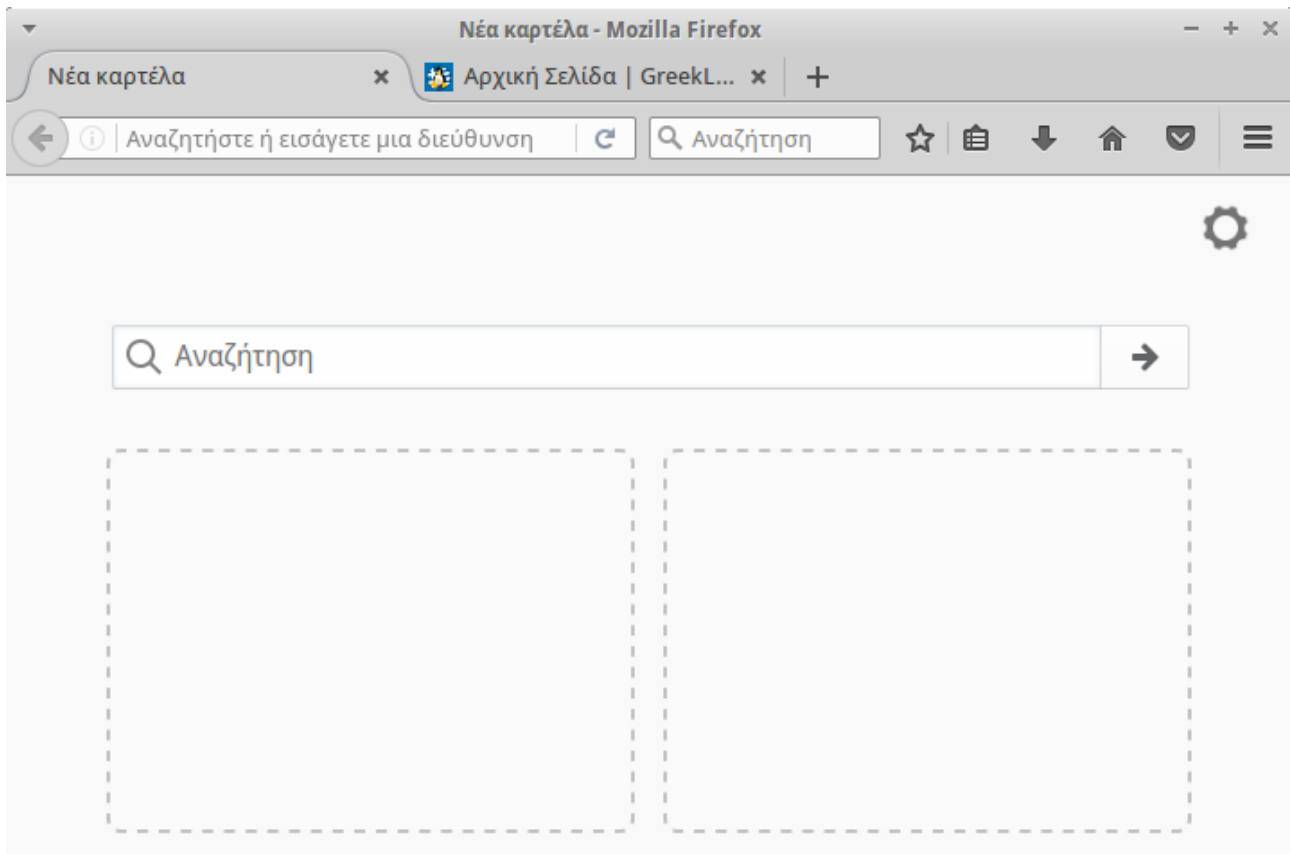 Νέα καρτέλα - Mozilla Firefox
Νέα καρτέλα
Αρχική Σελίδα | GreekL...
Αναζητήστε ή εισάγετε μια διεύθυνση
Αναζήτηση
Αναζήτηση